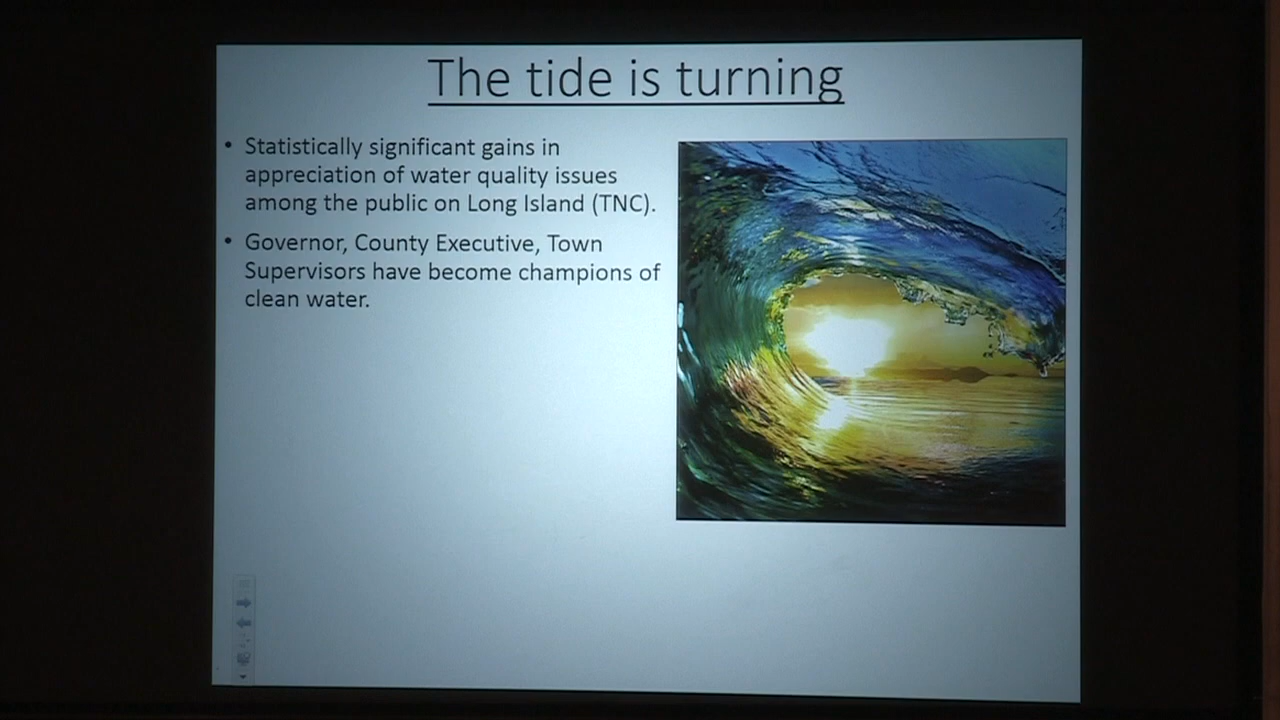 The tide is turning
• Statistically significant gains in
appreciation of water quality issues
among the public on Long Island (TNC).
• Governor, County Executive, Town
Supervisors have become champions of
clean water.